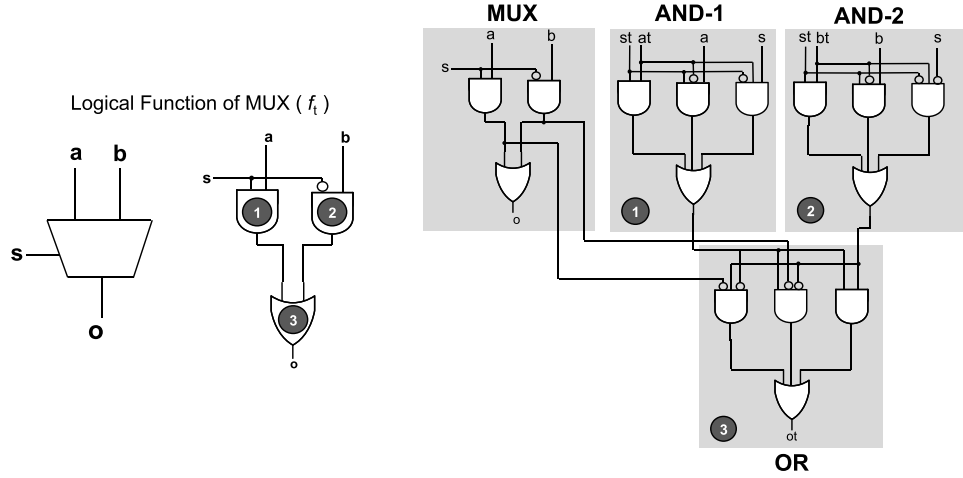 MUX AND-1 AND-2
a b st at a s st bt b s
s
Logical Function of MUX ( ft )
a b
a b
s
1 2
s
o
1 2
3
o
o
3
ot
OR